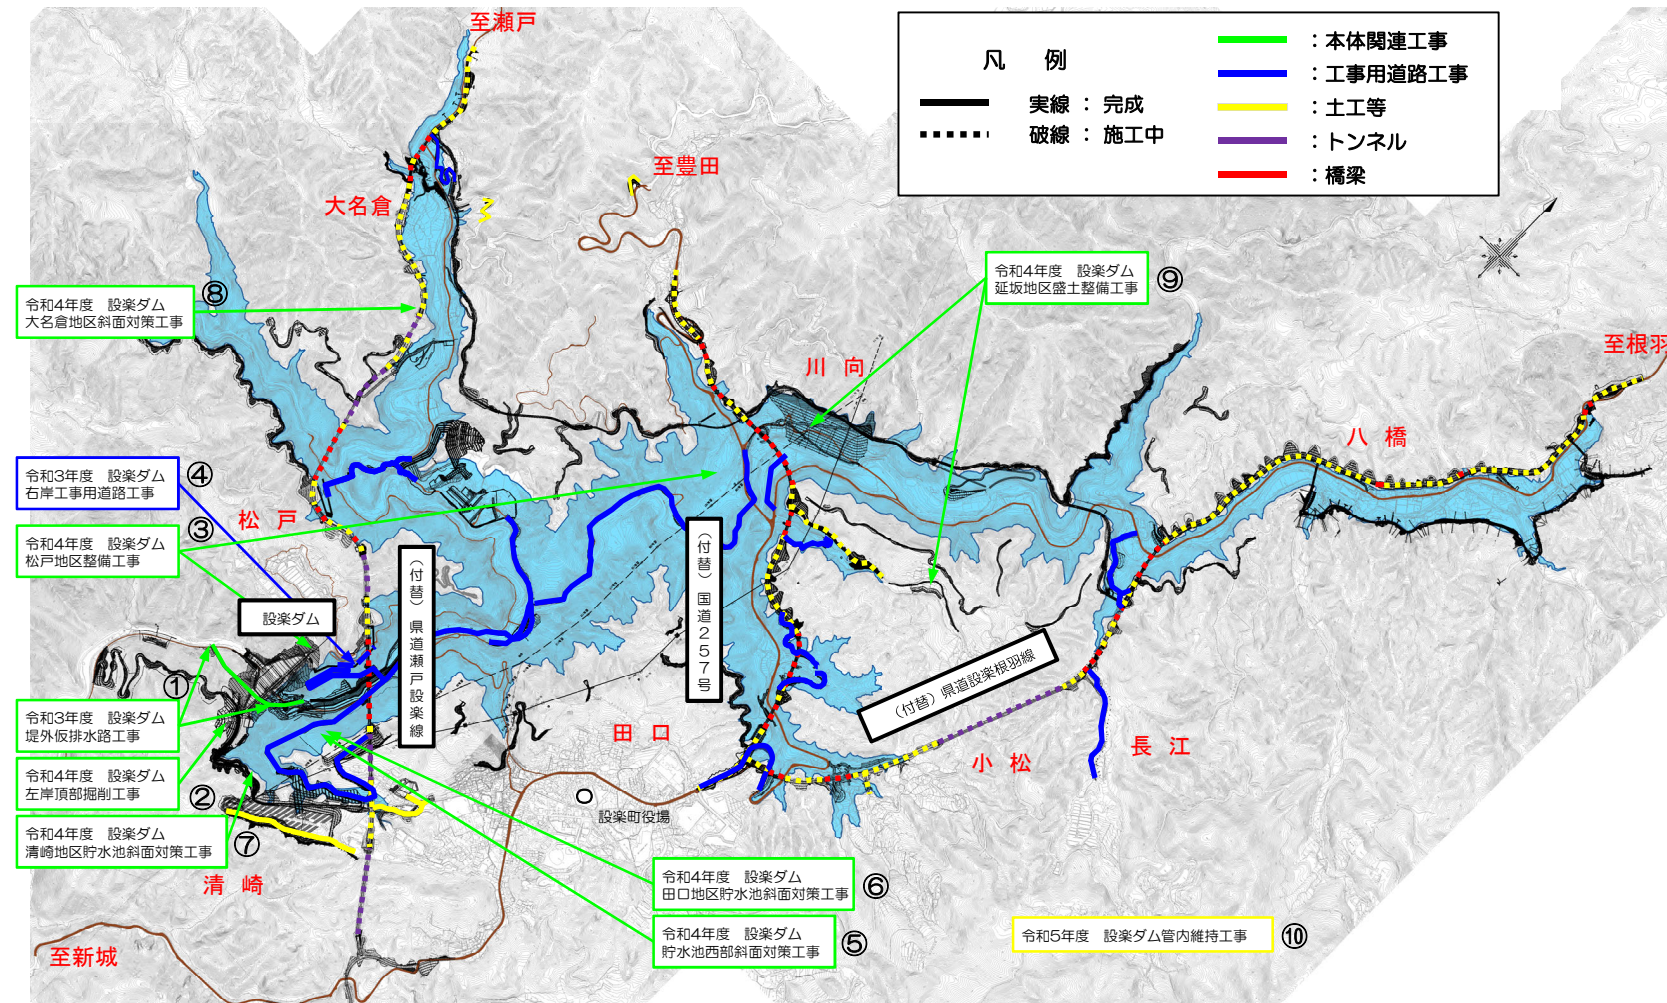 至瀬戸
凡 例
実線 : 完成
破線 : 施工中
: 本体関連工事
: 工事用道路工事
: 土工等
: トンネル
: 橋梁
至豊田
大名倉
令和4年度 設楽ダム
大名倉地区斜面対策工事
⑧
令和4年度 設楽ダム
延坂地区盛土整備工事
⑨
至根羽
川 向
八 橋
令和3年度 設楽ダム
右岸工事用道路工事
④
③
松 戸
令和4年度 設楽ダム
松戸地区整備工事
設楽ダム
(付替)県道瀬戸設楽線
(付替)国道257号
(付替)県道設楽根羽線
①
令和3年度 設楽ダム
堤外仮排水路工事
令和4年度 設楽ダム
左岸頂部掘削工事
②
令和4年度 設楽ダム
清崎地区貯水池斜面対策工事
⑦
清 崎
田 口
設楽町役場
小 松
長 江
令和4年度 設楽ダム
田口地区貯水池斜面対策工事
⑥
令和4年度 設楽ダム
貯水池西部斜面対策工事
⑤
令和5年度 設楽ダム管内維持工事
⑩
至新城